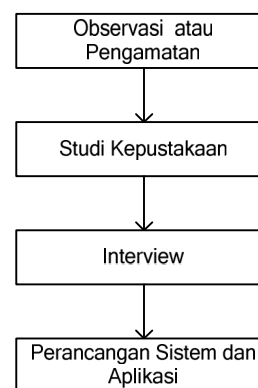 Observasi atau
Pengamatan
Studi Kepustakaan
Interview
Perancangan Sistem dan
Aplikasi